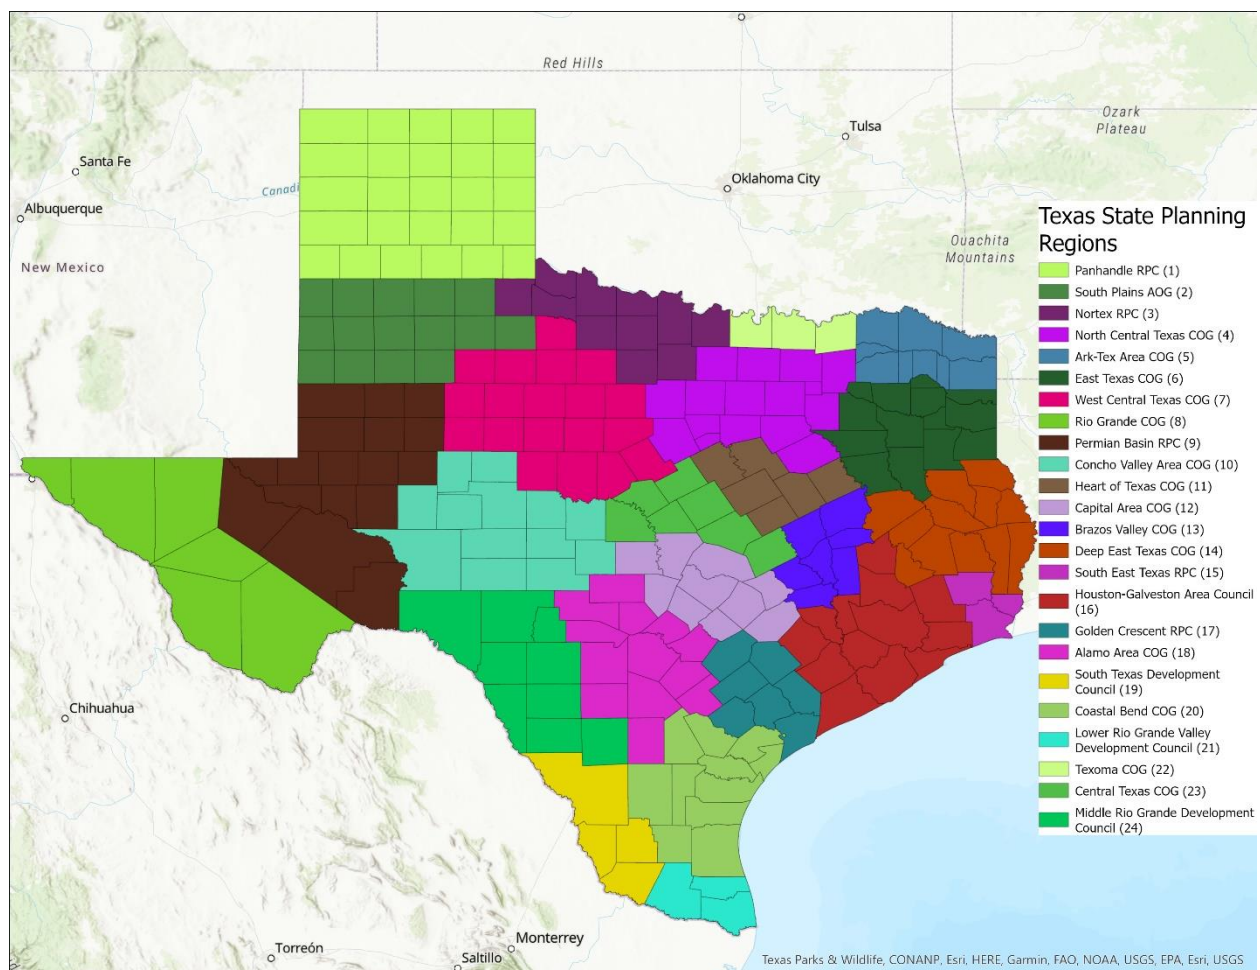 Red Hills
Tulsa
Ozark
Plateau
Santa Fe
Canadi
Oklahoma City
Albuquerque
New Mexico
Ouachita
Mountains
Texas State Planning
Regions
Panhandle RPC (1)
South Plains AOG (2)
Nortex RPC (3)
North Central Texas COG (4)
Ark-Tex Area COG (5)
East Texas COG (6)
West Central Texas COG (7)
Rio Grande COG (8)
Permian Basin RPC (9)
Concho Valley Area COG (10)
Heart of Texas COG (11)
Capital Area COG (12)
Brazos Valley COG (13)
Deep East Texas COG (14)
South East Texas RPC (15)
Houston-Galveston Area Council
(16)
Golden Crescent RPC (17)
Alamo Area COG (18)
South Texas Development
Council (19)
Coastal Bend COG (20)
Lower Rio Grande Valley
Development Council (21)
Texoma COG (22)
Central Texas COG (23)
Middle Rio Grande Development
Council (24)
Chihuahua
Monterrey
Torreón
Saltillo
Texas Parks & Wildlife, CONANP, Esri, HERE, Garmin, FAO, NOAA, USGS, EPA, Esri, USGS